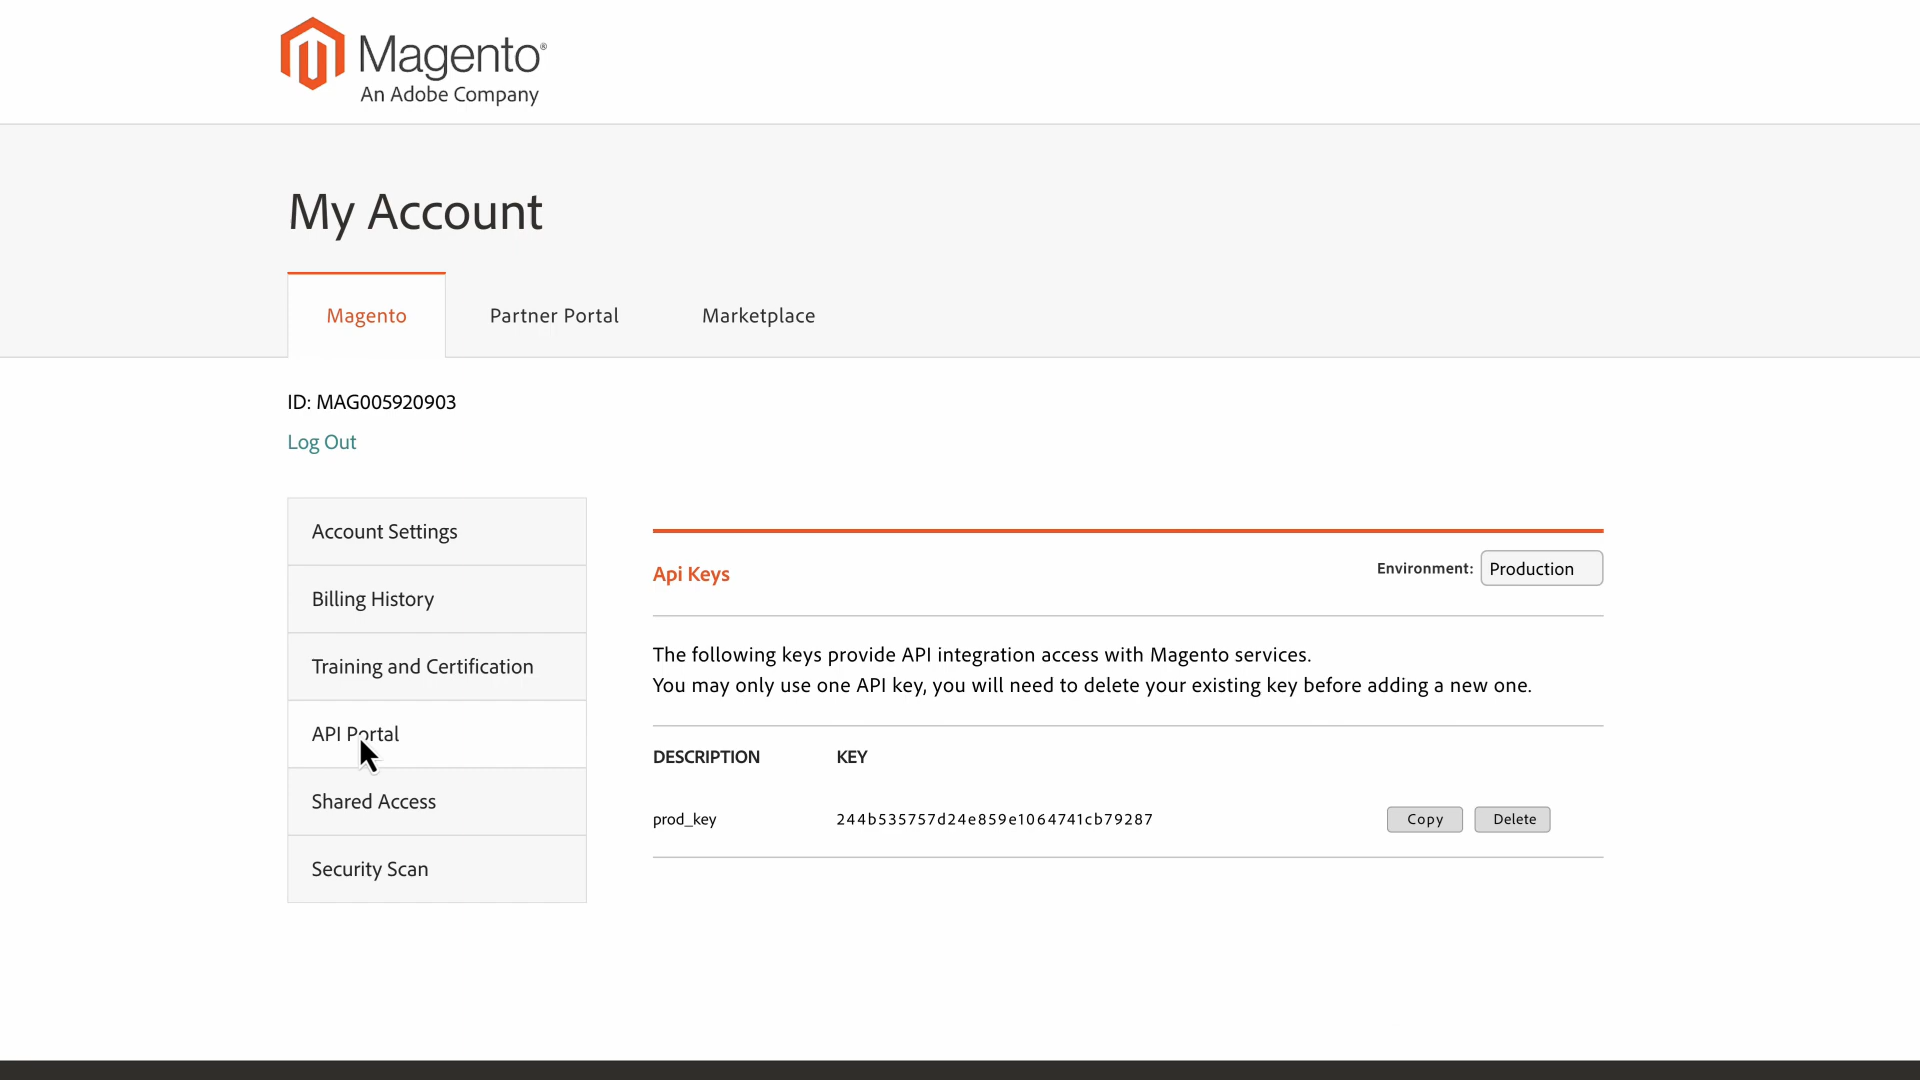 Magento®
An Adobe Company
My Account
Magento
Partner Portal
Marketplace
ID: MAG005920903
Log Out
Account Settings
Billing History
Training and Certification
API Portal
Shared Access
Security Scan
Api Keys
Environment: Production
The following keys provide API integration access with Magento services.
You may only use one API key, you will need to delete your existing key before adding a new one.
DESCRIPTION KEY
prod_key 244b535757d24e859e1064741cb79287 Copy Delete